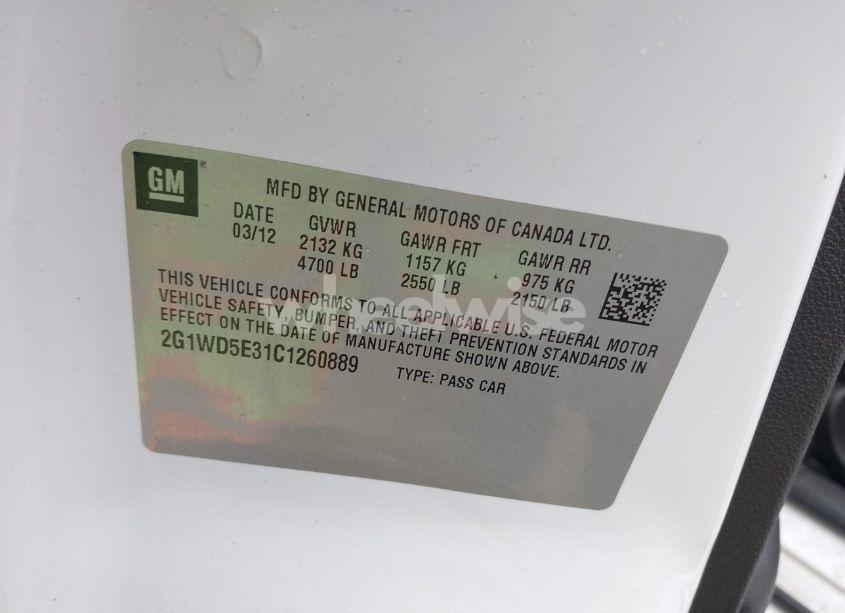 GM ®
MFD BY GENERAL MOTORS OF CANADA LTD.
DATE GVWR GAWR FRT GAWR RR
03/12 2132 KG 1157 KG 975 KG
4700 LB 2550 LB 2150 LB
THIS VEHICLE CONFORMS TO ALL APPLICABLE U.S. FEDERAL MOTOR
VEHICLE SAFETY, BUMPER, AND THEFT PREVENTION STANDARDS IN
EFFECT ON THE DATE OF MANUFACTURE SHOWN ABOVE.
2G1WD5E31C1260889 TYPE: PASS CAR
wheelwise